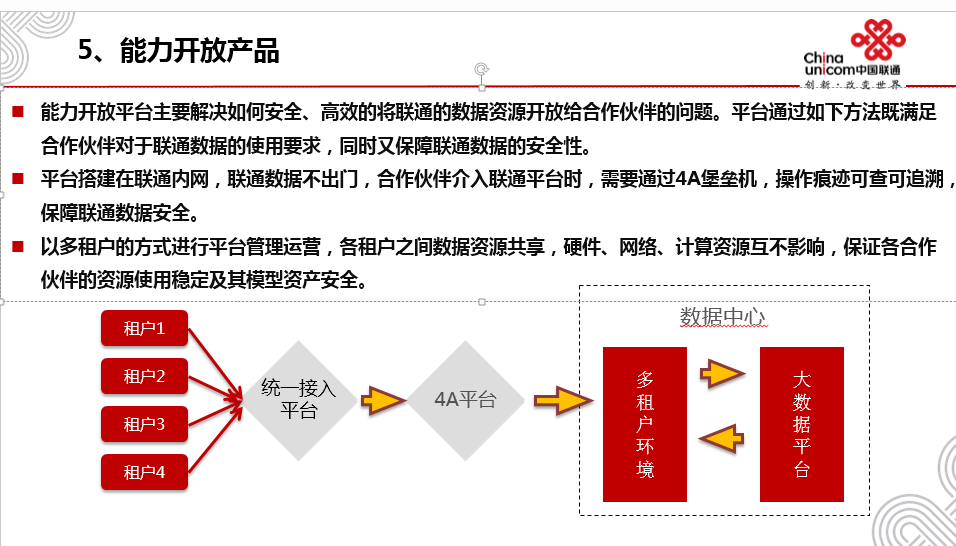 5、能力开放产品
China
unicom中国联通
创新·改变世界
能力开放平台主要解决如何安全、高效的将联通的数据资源开放给合作伙伴的问题。平台通过如下方法既满足
合作伙伴对于联通数据的使用要求，同时又保障联通数据的安全性。
平台搭建在联通内网，联通数据不出门，合作伙伴介入联通平台时，需要通过4A堡垒机，操作痕迹可查可追溯，
保障联通数据安全。
以多租户的方式进行平台管理运营，各租户之间数据资源共享，硬件、网络、计算资源互不影响，保证各合作
伙伴的资源使用稳定及其模型资产安全。
租户1
租户2
租户3
租户4
统一接入
平台
4A平台
数据中心
多租户环境
大数据平台